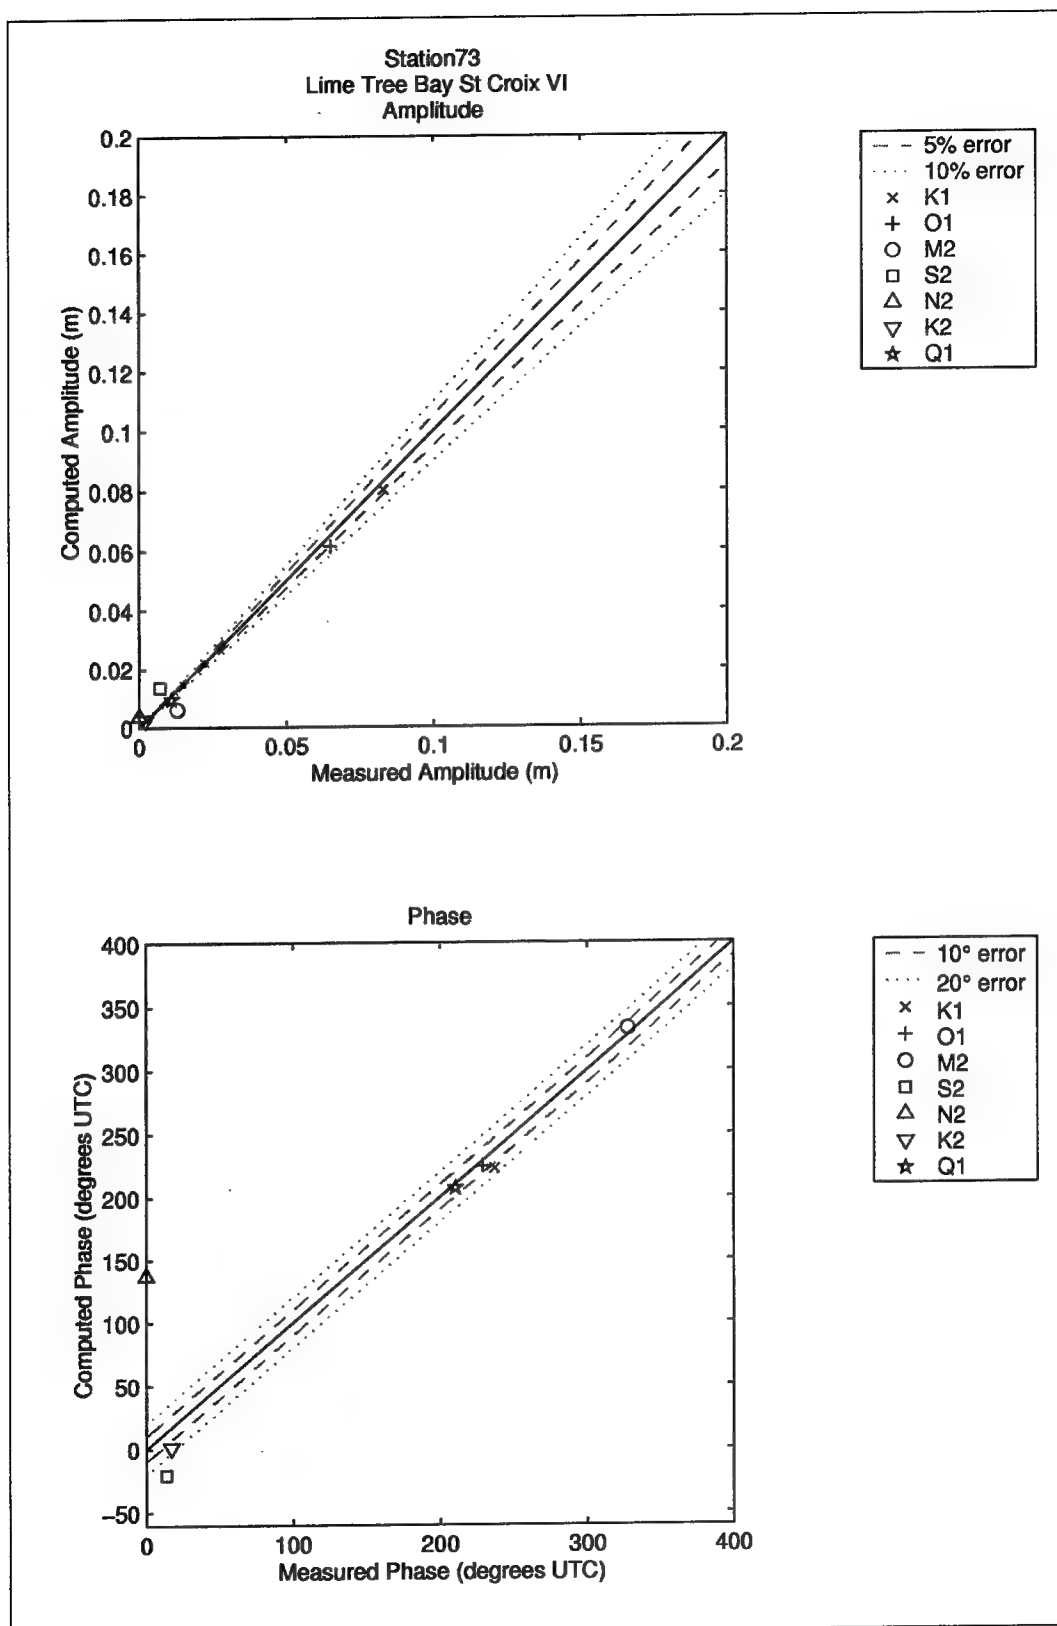 Station73
Lime Tree Bay St Croix VI
Amplitude
0.2
0.18
0.16
0.14
0.12
0.1
0.08
0.06
0.04
0.02
0
Computed Amplitude (m)
0 0.05 0.1 0.15 0.2
Measured Amplitude (m)
5% error
10% error
K1
O1
M2
S2
N2
K2
Q1
Phase
400
350
300
250
200
150
100
50
0
−50
Computed Phase (degrees UTC)
0 100 200 300 400
Measured Phase (degrees UTC)
10° error
20° error
K1
O1
M2
S2
N2
K2
Q1